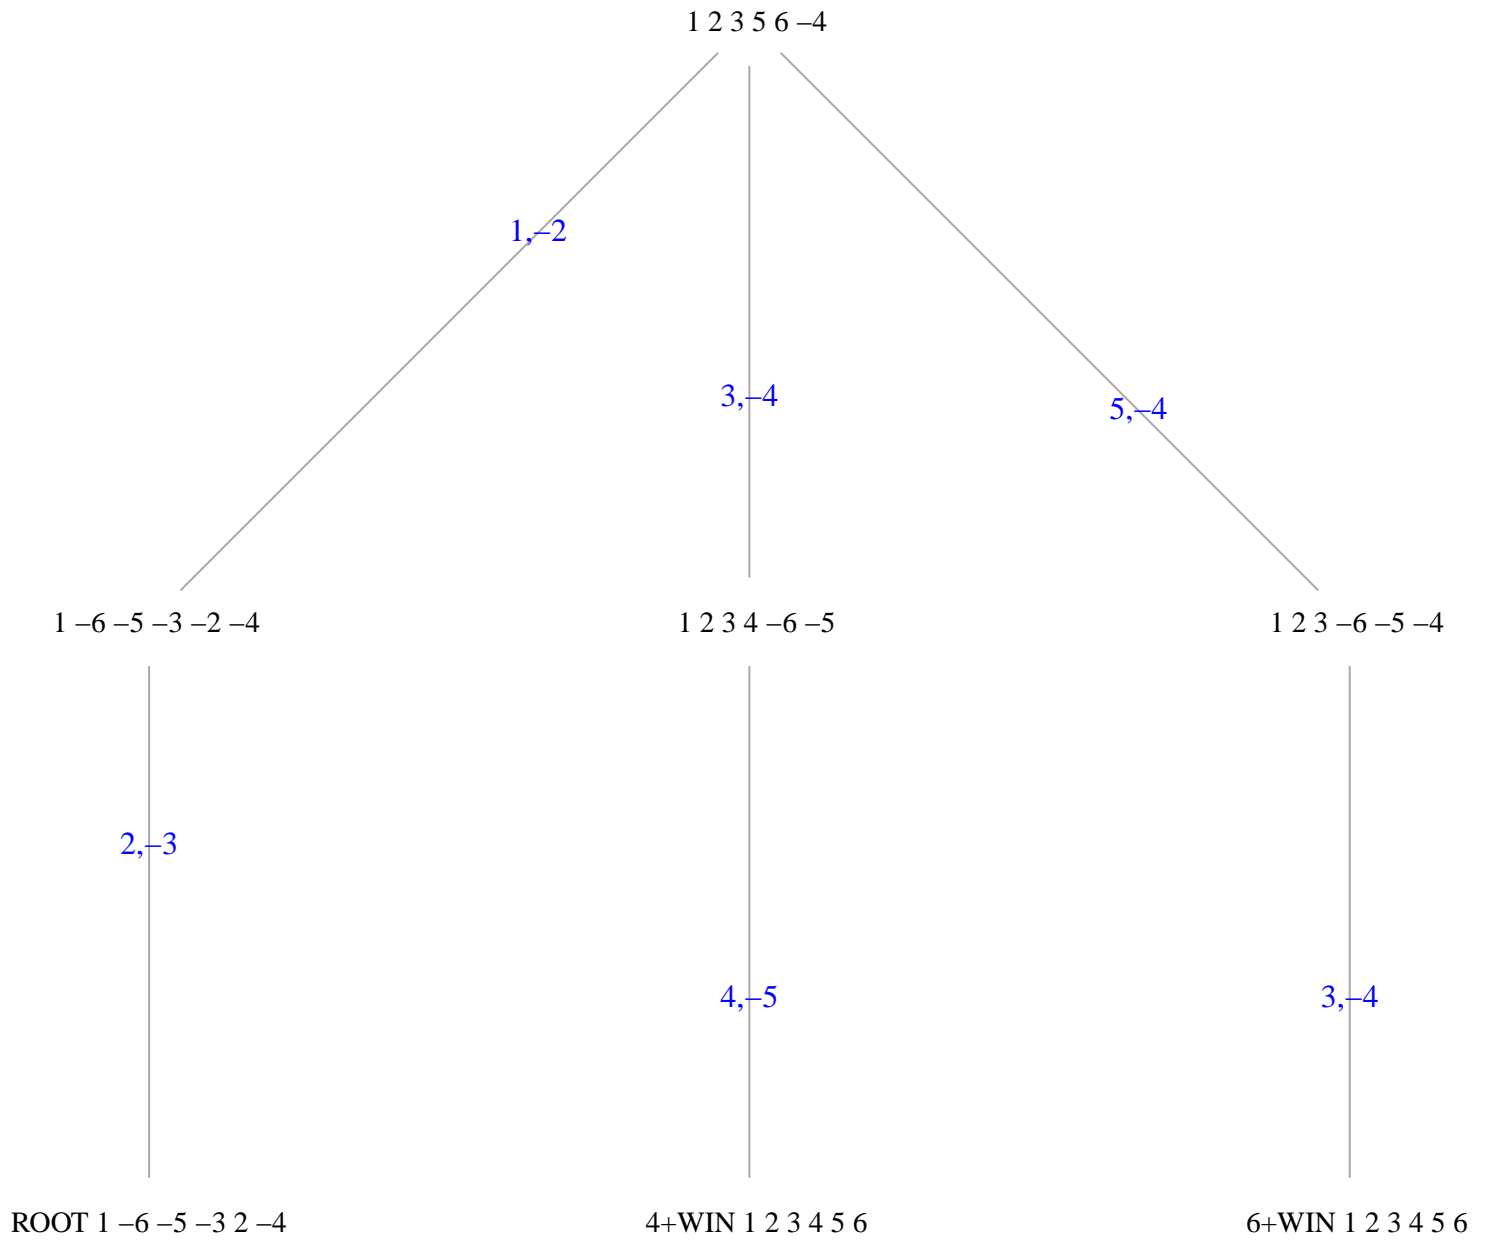 1 2 3 5 6 –4
1,–2
3,–4
5,–4
1 –6 –5 –3 –2 –4
1 2 3 4 –6 –5
1 2 3 –6 –5 –4
2,–3
4,–5
3,–4
ROOT 1 –6 –5 –3 2 –4
4+WIN 1 2 3 4 5 6
6+WIN 1 2 3 4 5 6